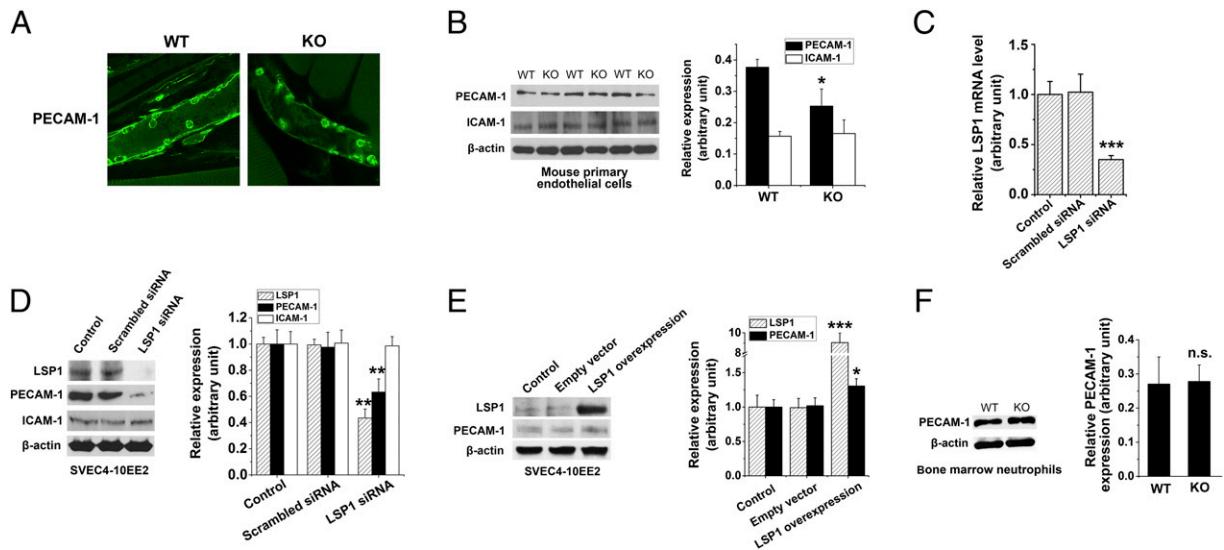 A
WT KO
PECAM-1
B
WT KO WT KO WT KO
PECAM-1
ICAM-1
β-actin
Mouse primary
endothelial cells
Relative expression
(arbitrary unit)
0.4
0.3
0.2
0.1
0.0
PECAM-1
ICAM-1
*
WT KO
C
Relative LSP1 mRNA level
(arbitrary unit)
1.5
1.0
0.5
0.0
***
Control
Scrambled siRNA
LSP1 siRNA
D
Control
Scrambled siRNA
LSP1 siRNA
LSP1
PECAM-1
ICAM-1
β-actin
SVEC4-10EE2
Relative expression
(arbitrary unit)
1.2
1.0
0.8
0.6
0.4
0.2
0.0
LSP1
PECAM-1
ICAM-1
**
**
Control
Scrambled siRNA
LSP1 siRNA
E
Control
Empty vector
LSP1 overexpression
LSP1
PECAM-1
β-actin
SVEC4-10EE2
Relative expression
(arbitrary unit)
10
5
2.0
1.5
1.0
0.5
0.0
LSP1
PECAM-1
***
*
Control
Empty vector
LSP1 overexpression
F
WT KO
PECAM-1
β-actin
Bone marrow neutrophils
Relative PECAM-1
expression (arbitrary unit)
0.4
0.3
0.2
0.1
0.0
n.s.
WT KO